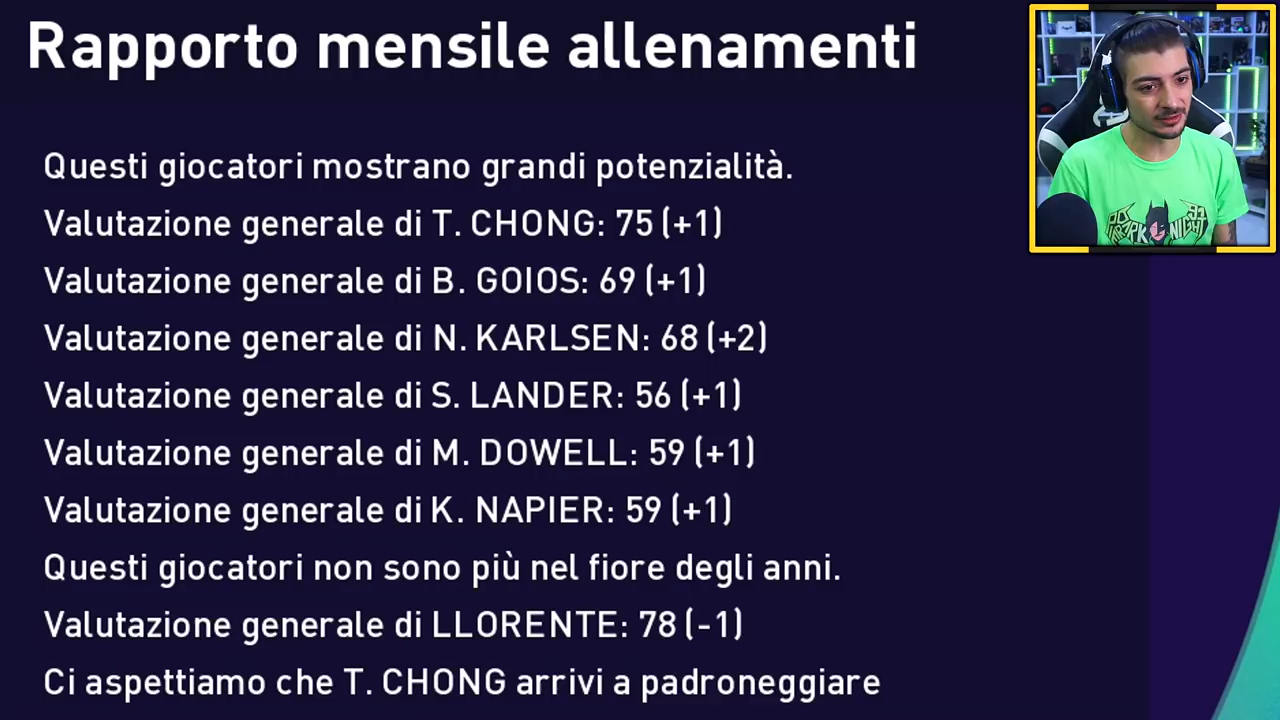 Rapporto mensile allenamenti
Questi giocatori mostrano grandi potenzialità.
Valutazione generale di T. CHONG: 75 (+1)
Valutazione generale di B. GOIOS: 69 (+1)
Valutazione generale di N. KARLSEN: 68 (+2)
Valutazione generale di S. LANDER: 56 (+1)
Valutazione generale di M. DOWELL: 59 (+1)
Valutazione generale di K. NAPIER: 59 (+1)
Questi giocatori non sono più nel fiore degli anni.
Valutazione generale di LLORENTE: 78 (-1)
Ci aspettiamo che T. CHONG arrivi a padroneggiare